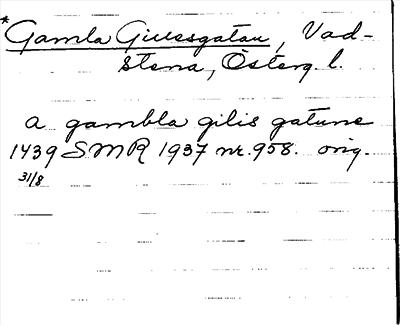 *Gamla Gillesgatan, Vad-
stena, Österg. l.
a gambla gilis gatune
1439 SMR 1937 nr. 958. orig.
31/8